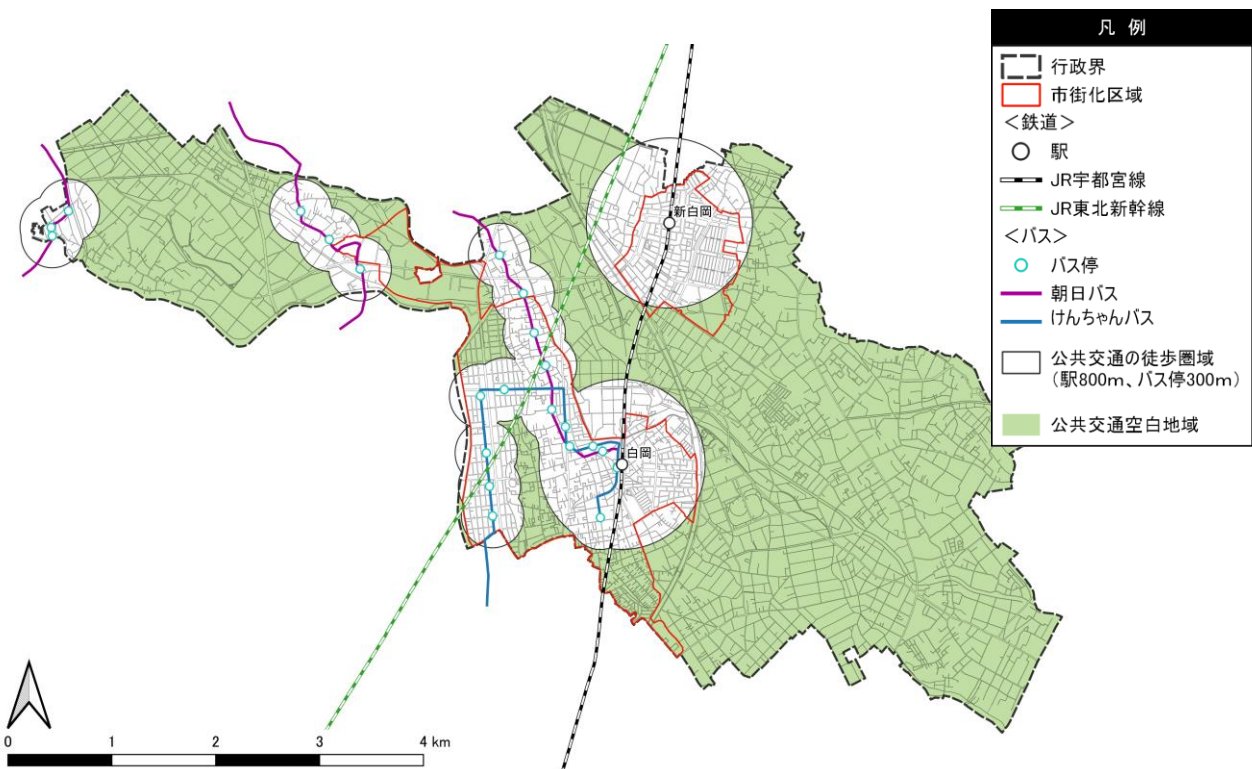 凡 例
行政界
市街化区域
＜鉄道＞
駅
JR宇都宮線
JR東北新幹線
＜バス＞
バス停
朝日バス
けんちゃんバス
公共交通の徒歩圏域
（駅800m、バス停300m）
公共交通空白地域
新白岡
白岡
0 1 2 3 4 km